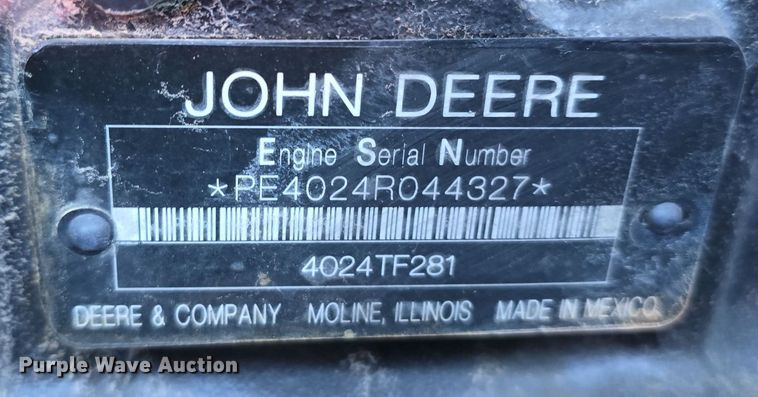 JOHN DEERE
Engine Serial Number
*PE4024R044327*
4024TF281
DEERE & COMPANY MOLINE, ILLINOIS MADE IN MEXICO
Purple Wave Auction